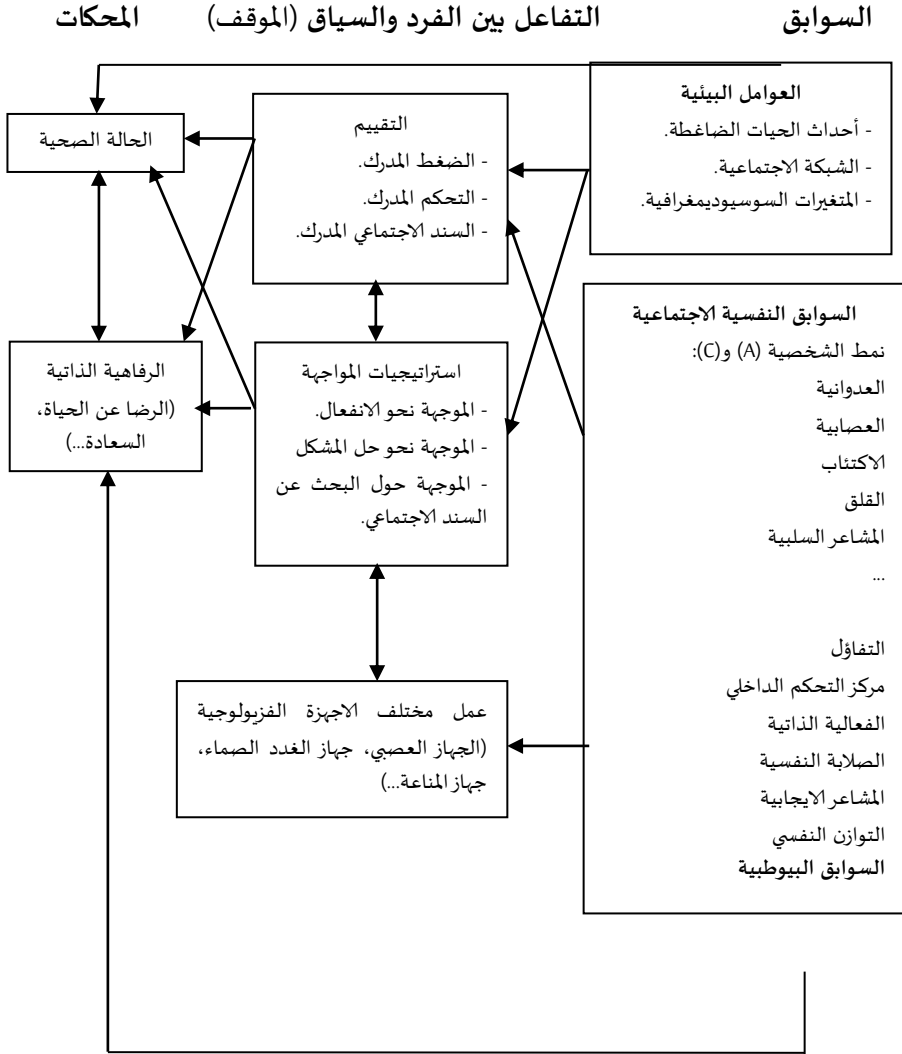 السوابق
التفاعل بين الفرد والسياق (الموقف)
المحكات
العوامل البيئية
- أحداث الحيات الضاغطة.
- الشبكة الاجتماعية.
- المتغيرات السوسيوديمغرافية.
السوابق النفسية الاجتماعية
نمط الشخصية (A) و(C):
العدوانية
العصابية
الاكتئاب
القلق
المشاعر السلبية
...
التفاؤل
مركز التحكم الداخلي
الفعالية الذاتية
الصلابة النفسية
المشاعر الايجابية
التوازن النفسي
السوابق البيوطبية
التقييم
- الضغط المدرك.
- التحكم المدرك.
- السند الاجتماعي المدرك.
استراتيجيات المواجهة
- الموجهة نحو الانفعال.
- الموجهة نحو حل المشكل
- الموجهة حول البحث عن
السند الاجتماعي.
عمل مختلف الاجهزة الفزيولوجية
(الجهاز العصبي، جهاز الغدد الصماء،
جهاز المناعة...)
الحالة الصحية
الرفاهية الذاتية
(الرضا عن الحياة،
السعادة...)